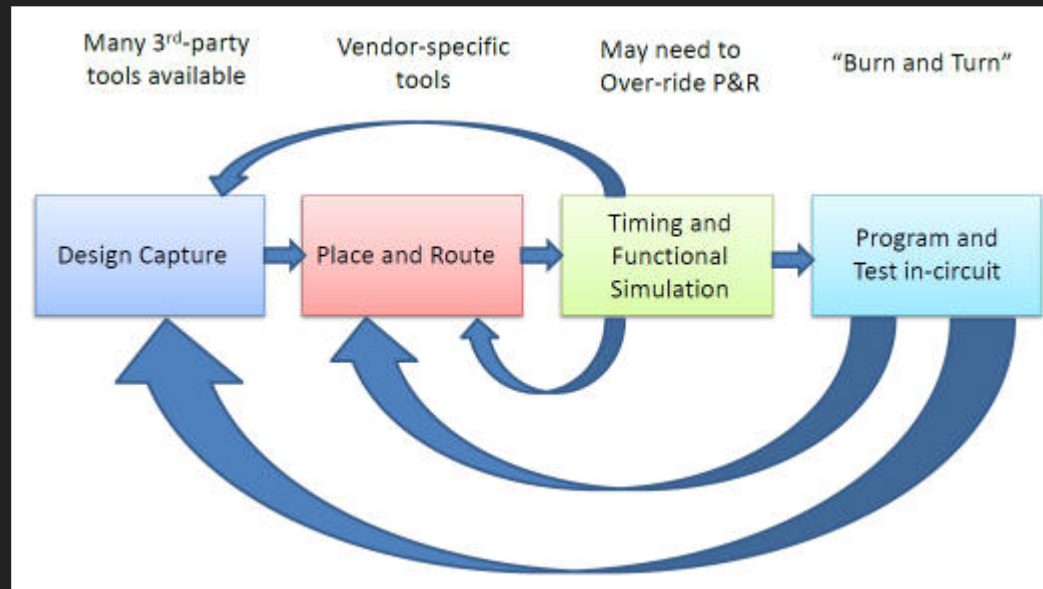 Many 3rd-party
tools available
Vendor-specific
tools
May need to
Over-ride P&R
“Burn and Turn”
Design Capture
Place and Route
Timing and
Functional
Simulation
Program and
Test in-circuit